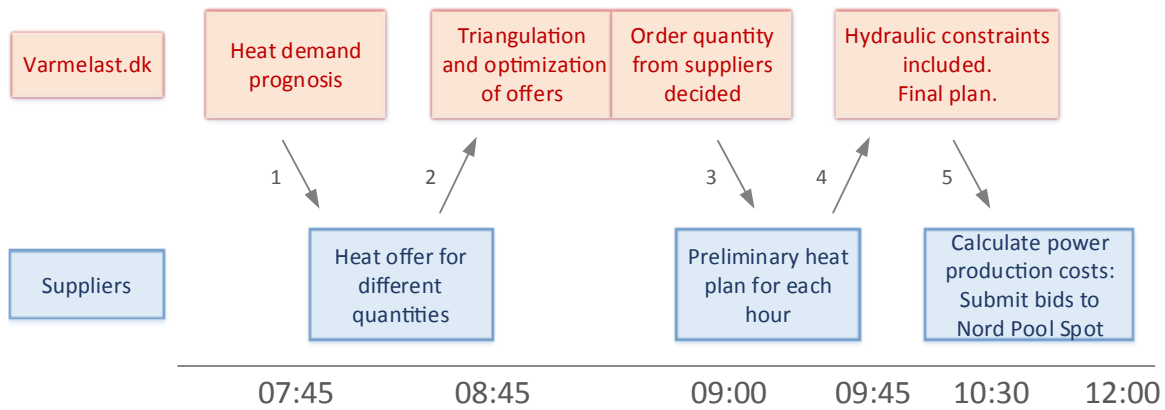 Varmelast.dk
Heat demand
prognosis
Triangulation
and optimization
of offers
Order quantity
from suppliers
decided
Hydraulic constraints
included.
Final plan.
1
2
3
4
5
Suppliers
Heat offer for
different
quantities
Preliminary heat
plan for each
hour
Calculate power
production costs:
Submit bids to
Nord Pool Spot
07:45
08:45
09:00
09:45
10:30
12:00